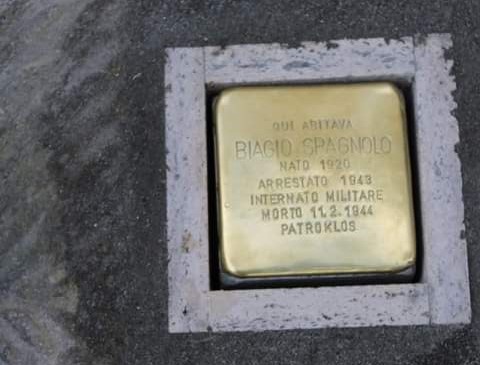 QUI ABITAVA
BIAGIO SPAGNOLO
NATO 1920
ARRESTATO 1943
INTERNATO MILITARE
MORTO 11.2.1944
PATROKLOS